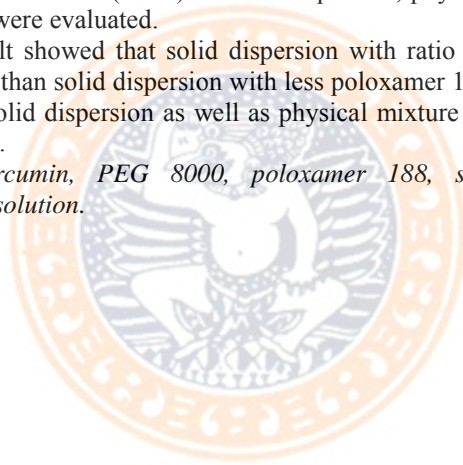 were evaluated.
lt showed that solid dispersion with ratio
than solid dispersion with less poloxamer 1
olid dispersion as well as physical mixture
.
rcumin, PEG 8000, poloxamer 188, s
solution.